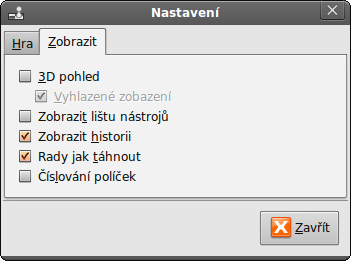 Nastavení
Hra
Zobrazit
3D pohled
Vyhlazené zobazení
Zobrazit lištu nástrojů
Zobrazit historii
Rady jak táhnout
Číslování políček
Zavřít